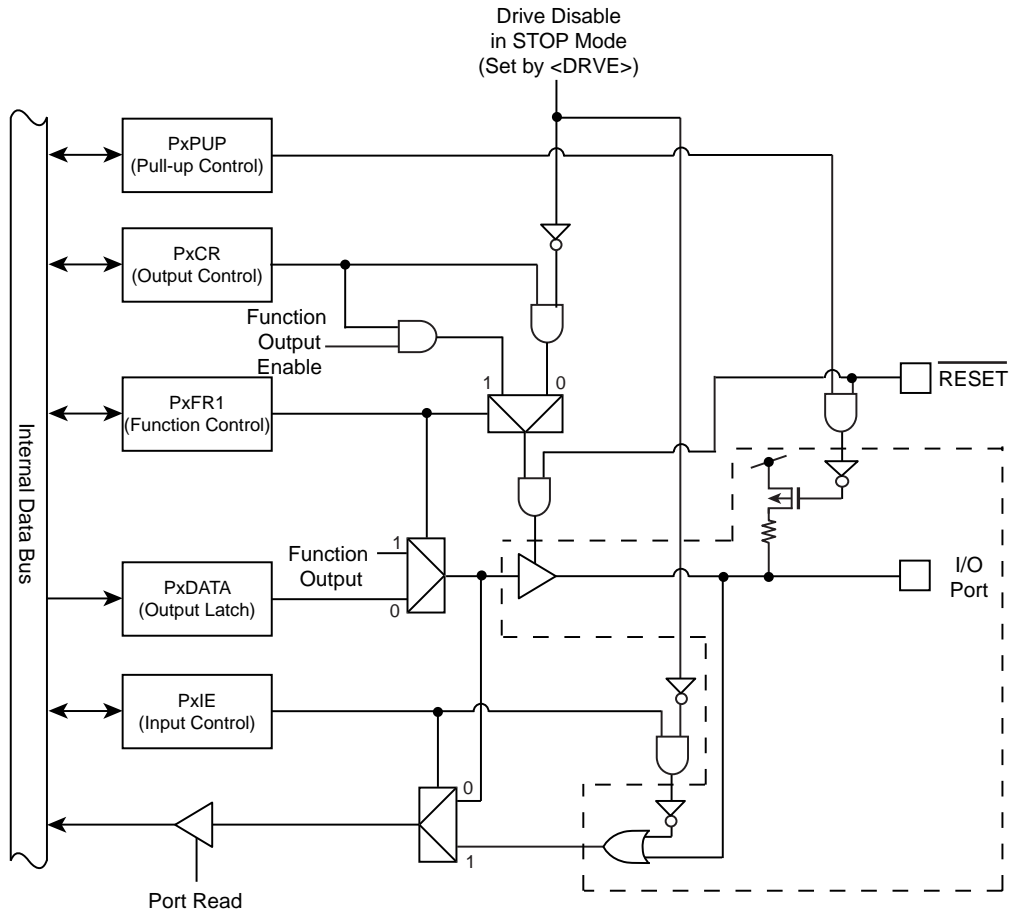 Drive Disable
in STOP Mode
(Set by <DRVE>)
PxPUP
(Pull-up Control)
PxCR
(Output Control)
Function
Output
Enable
1
0
RESET
PxFR1
(Function Control)
Internal Data Bus
Function
Output
1
0
I/O
Port
PxDATA
(Output Latch)
PxIE
(Input Control)
0
1
Port Read